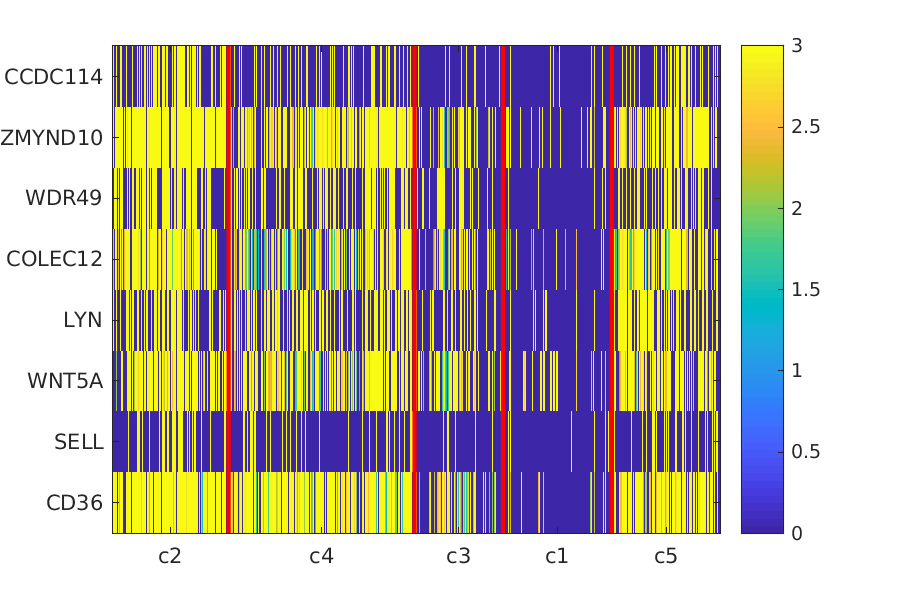 CCDC114
ZMYND10
WDR49
COLEC12
LYN
WNT5A
SELL
CD36
c2 c4 c3 c1 c5
3
2.5
2
1.5
1
0.5
0